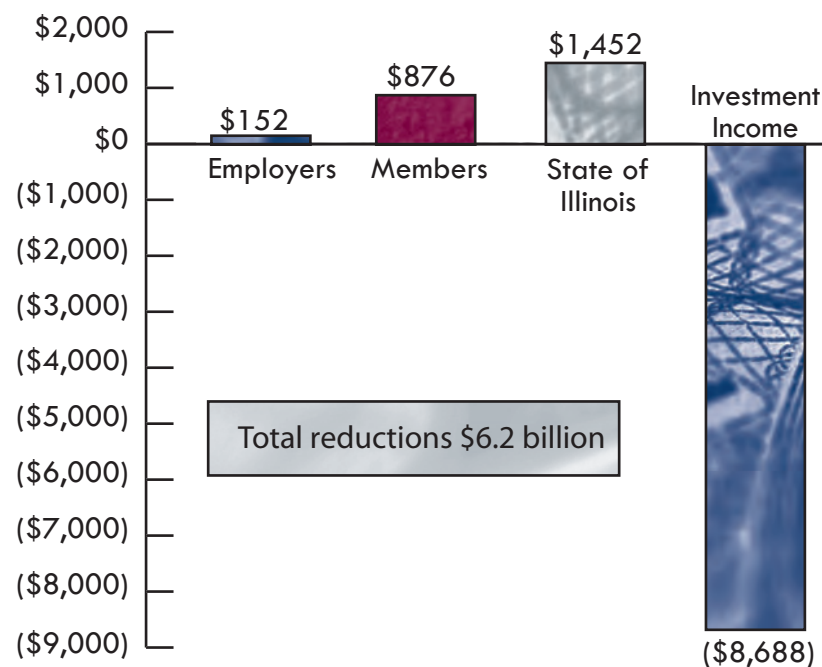 $2,000
$1,000
$0
($1,000)
($2,000)
($3,000)
($4,000)
($5,000)
($6,000)
($7,000)
($8,000)
($9,000)
$152
Employers
$876
Members
$1,452
State of
Illinois
Investment
Income
($8,688)
Total reductions $6.2 billion